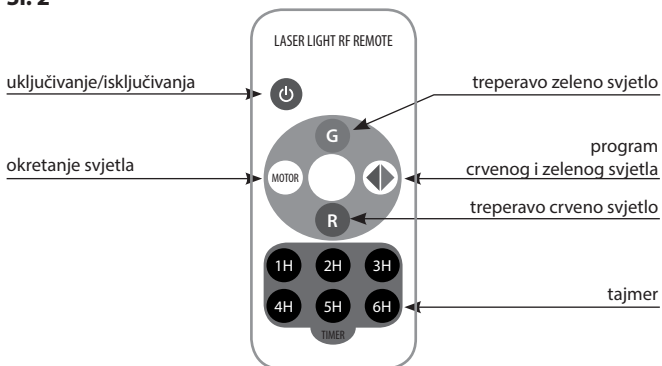 Sl. 2
LASER LIGHT RF REMOTE
uključivanje/isključivanja
treperavo zeleno svjetlo
G
program
crvenog i zelenog svjetla
okretanje svjetla
MOTOR
treperavo crveno svjetlo
R
1H 2H 3H
4H 5H 6H
tajmer
TIMER